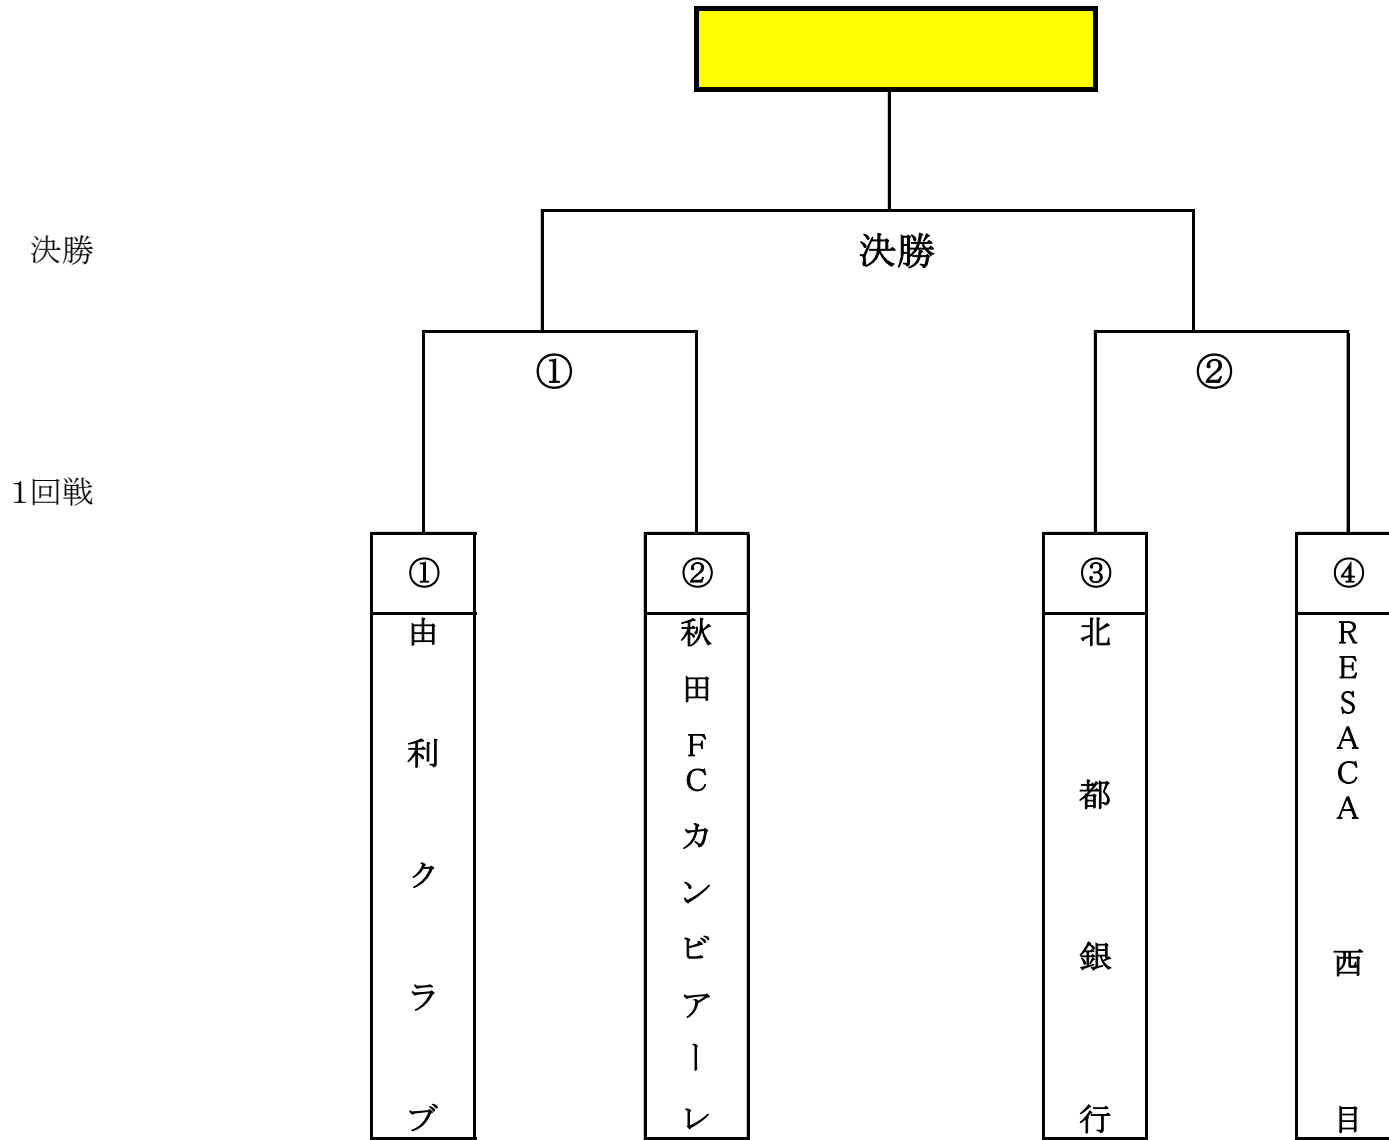 決勝
決勝
①
②
1回戦
①
②
③
④
由利クラブ
秋田FCカンビアーレ
北都銀行
RESACA西目